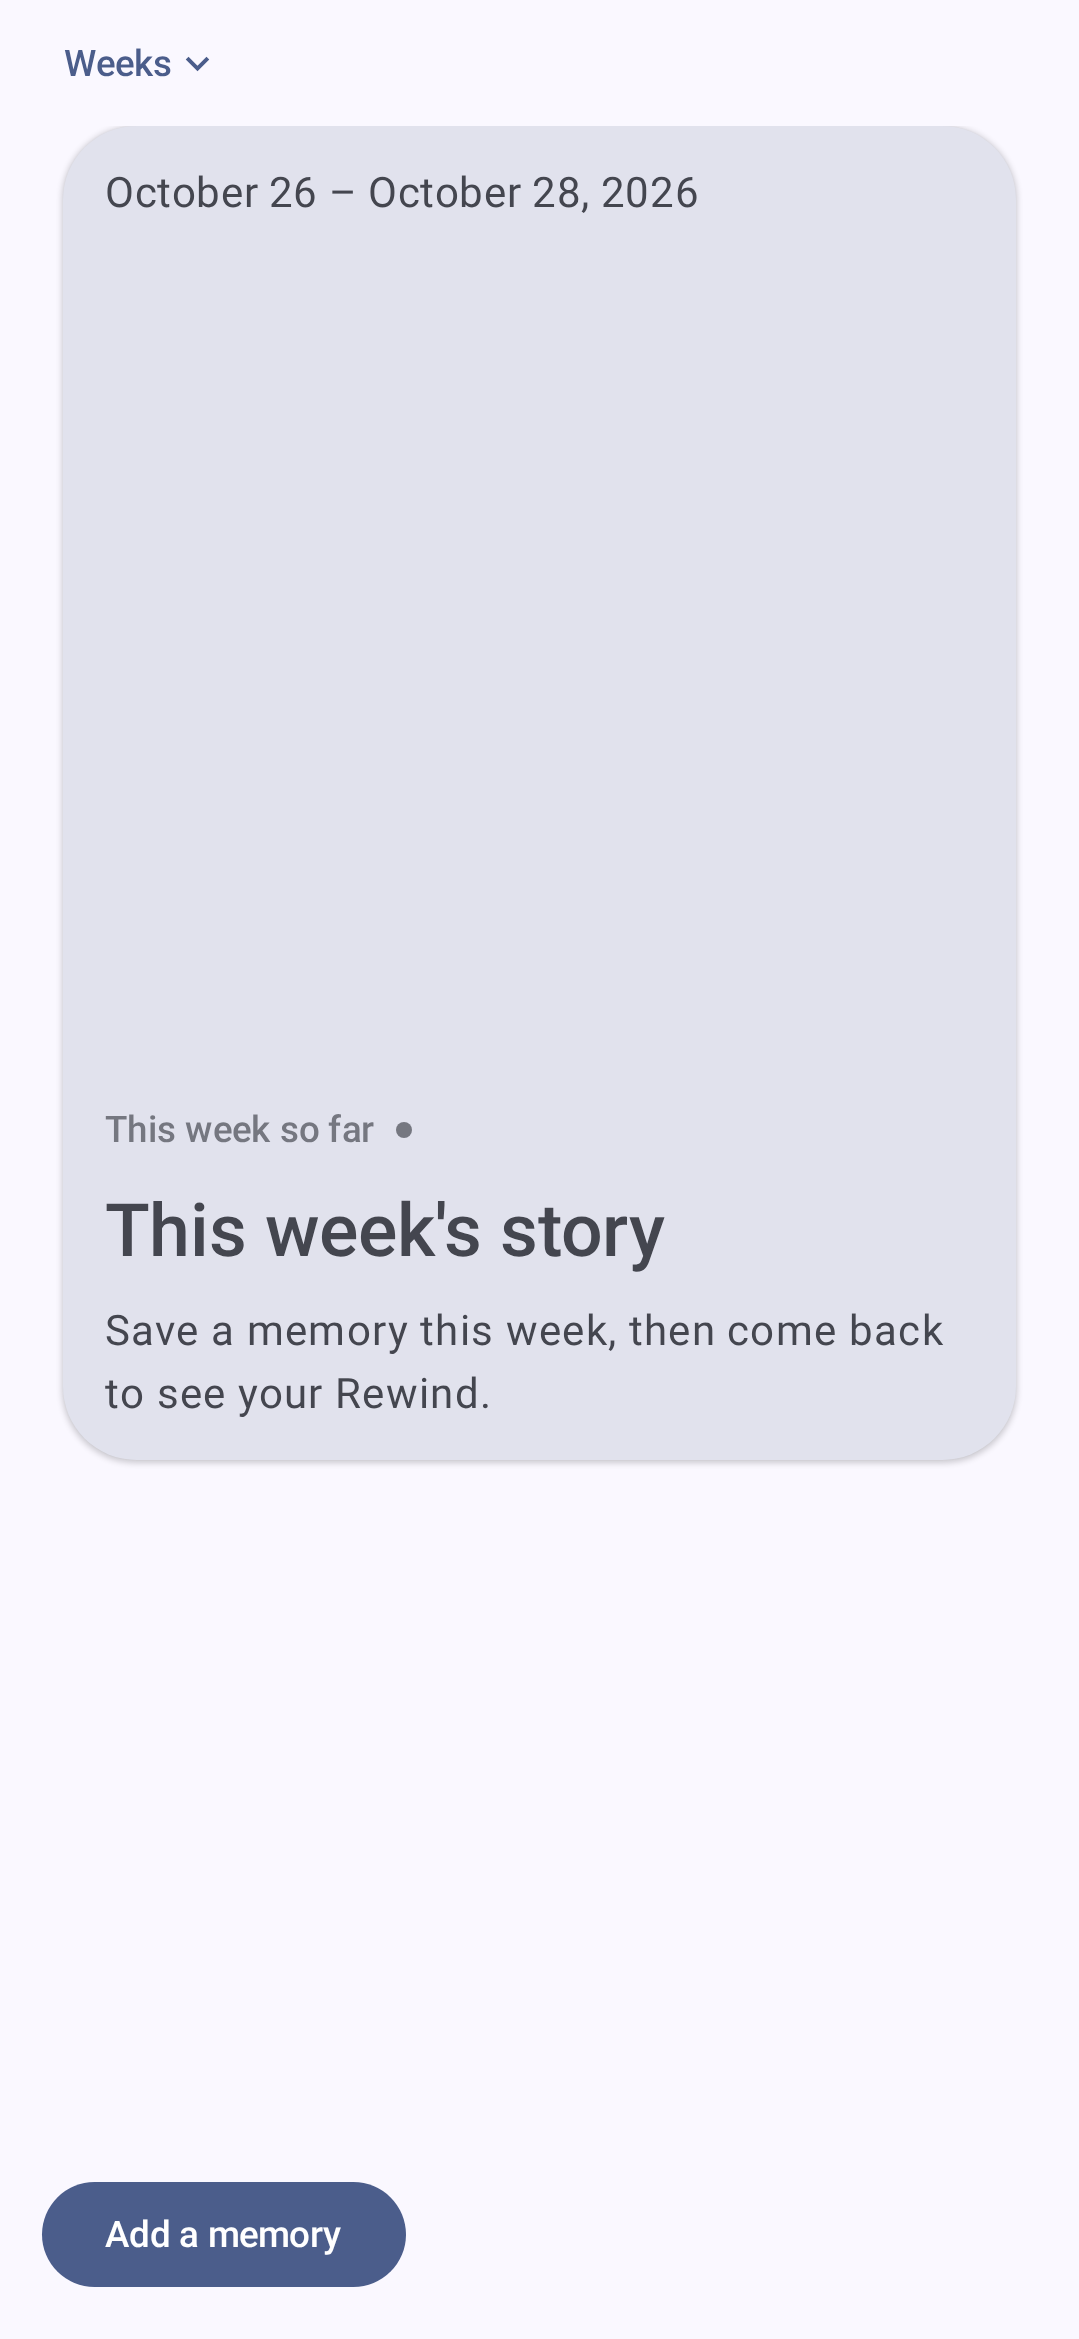 Weeks
October 26 – October 28, 2026
This week so far
This week's story
Save a memory this week, then come back
to see your Rewind.
Add a memory